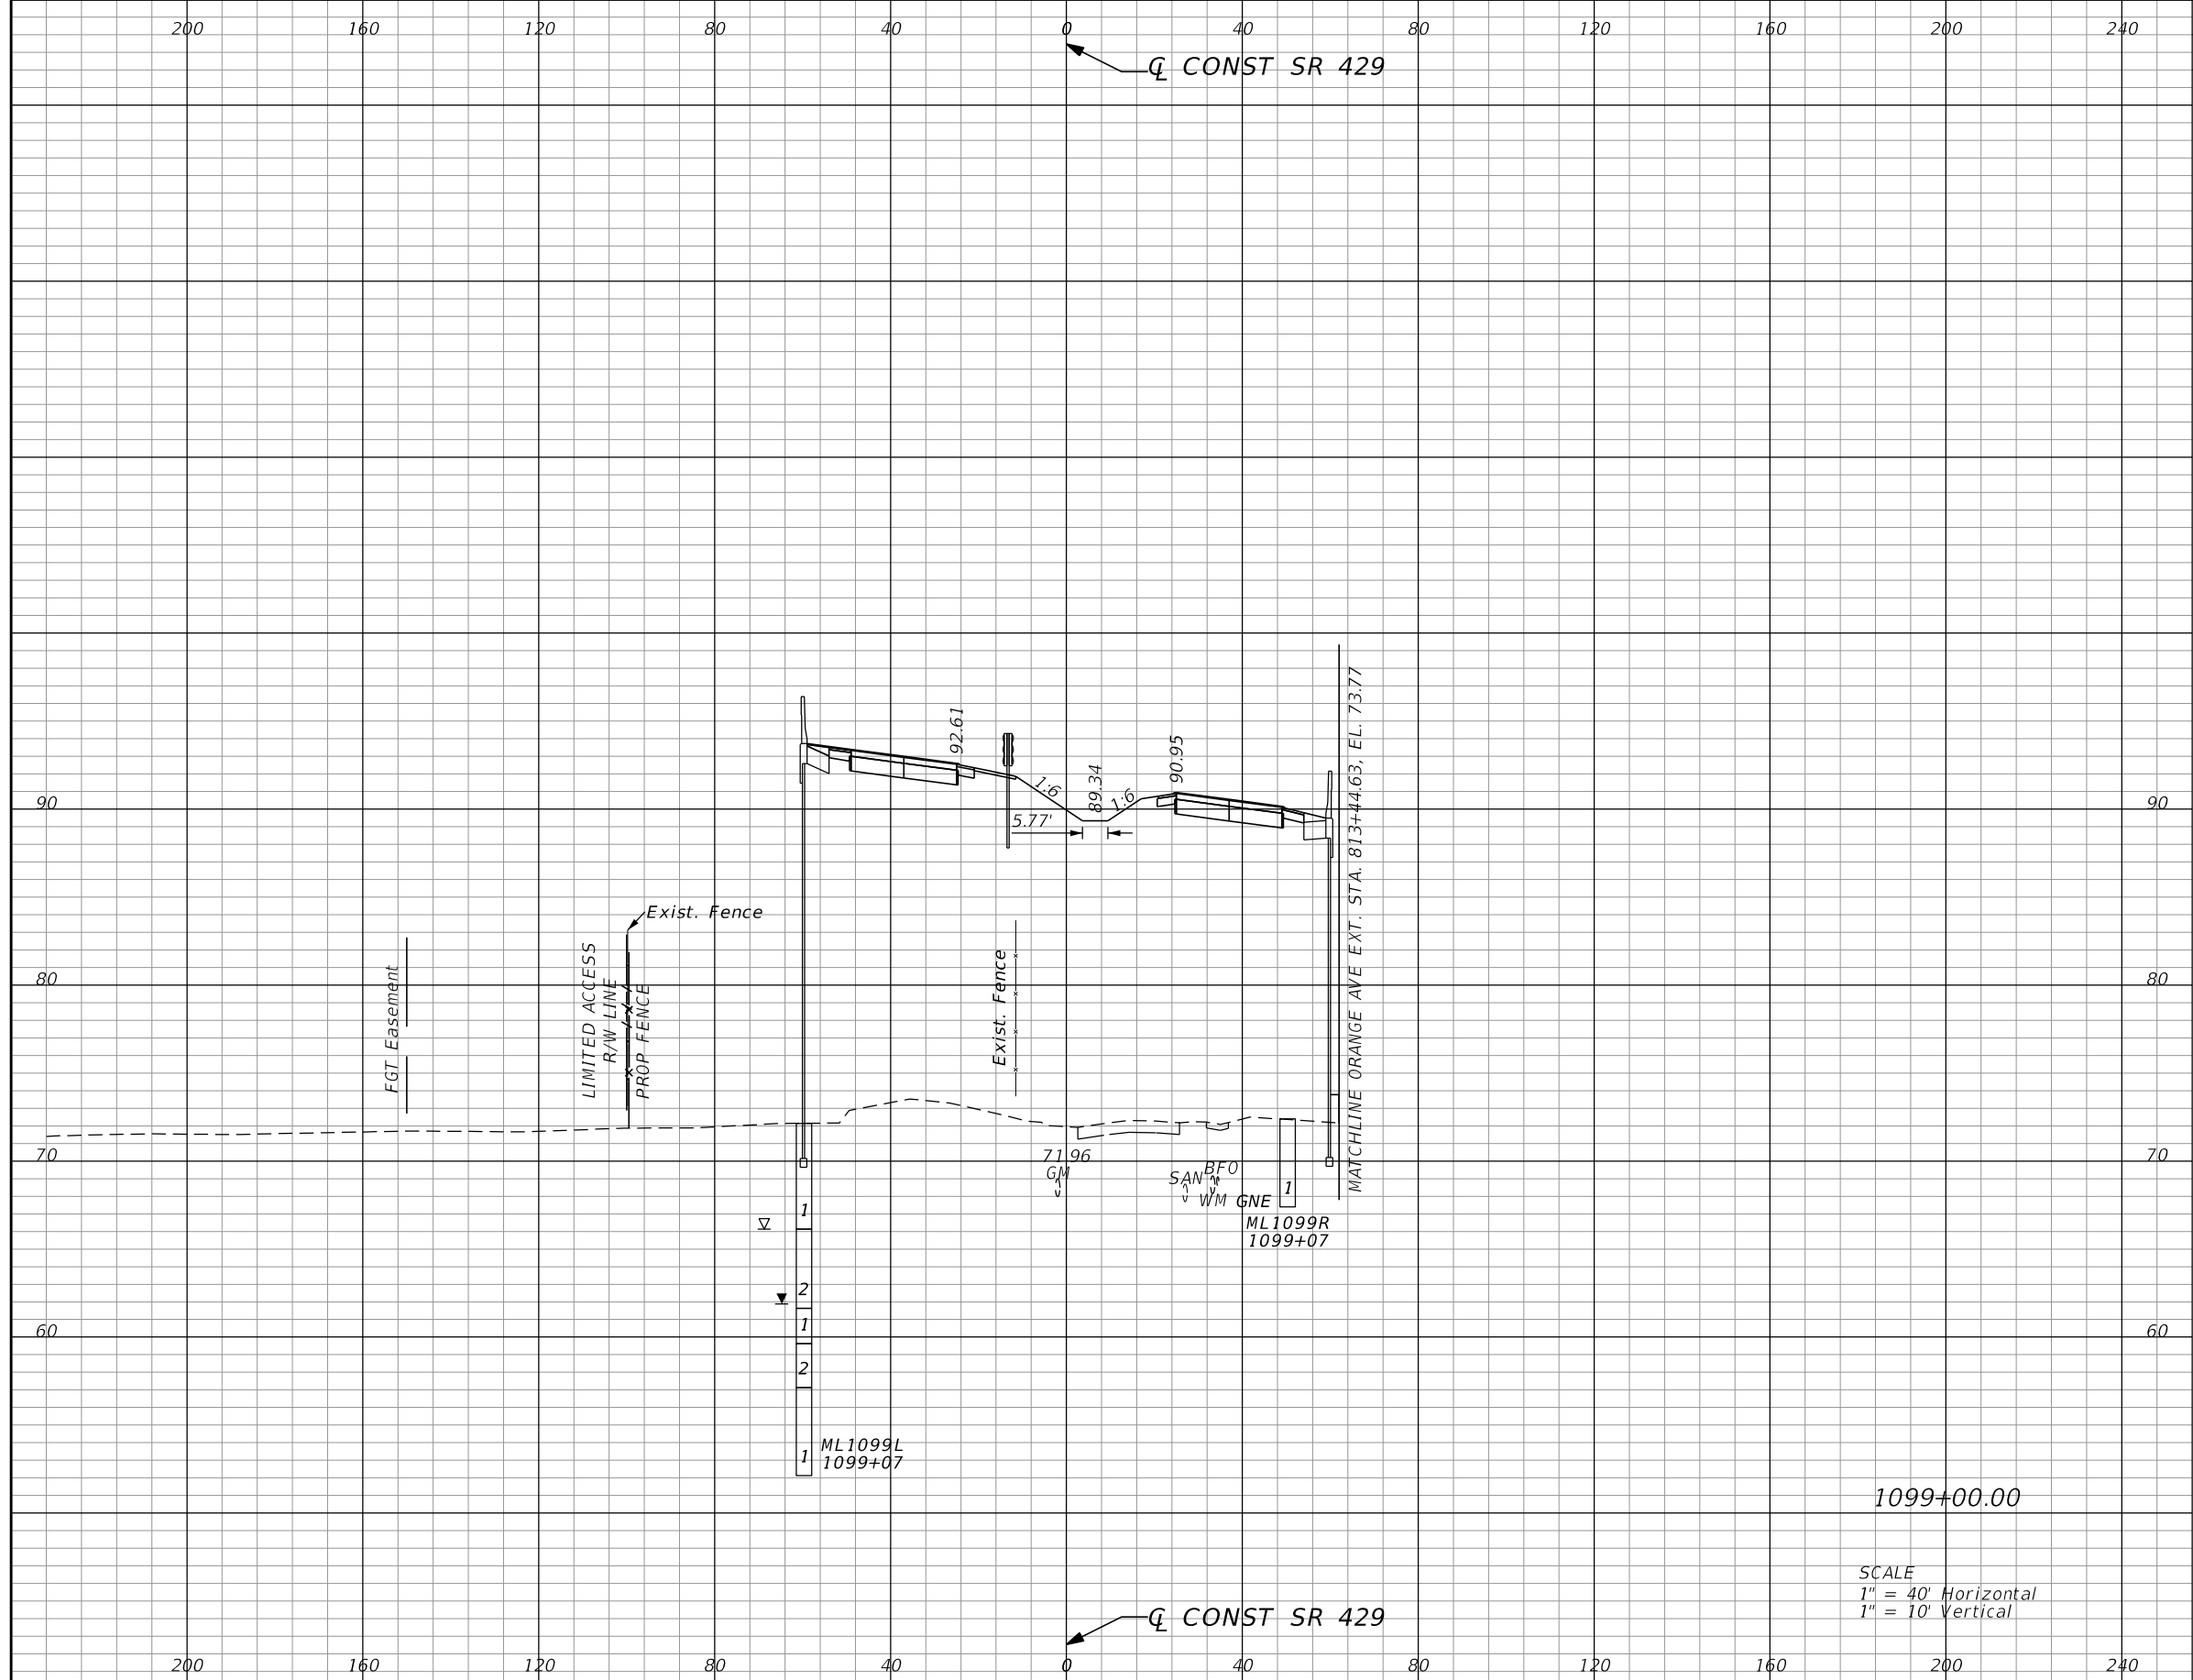 200 160 120 80 40 0 40 80 120 160 200 240
℄ CONST SR 429
92.61
90.95
89.34
1:6
1:6
5.77'
MATCHLINE ORANGE AVE EXT. STA. 813+44.63, EL. 73.77
90 90
Exist. Fence
FGT Easement
LIMITED ACCESS
R/W LINE
PROP FENCE
Exist. Fence
80 80
70 70
71.96
GM
SAN
BFO
WM
GNE
1
ML1099R
1099+07
1
2
1
2
1
ML1099L
1099+07
60 60
1099+00.00
SCALE
1" = 40' Horizontal
1" = 10' Vertical
℄ CONST SR 429
200 160 120 80 40 0 40 80 120 160 200 240